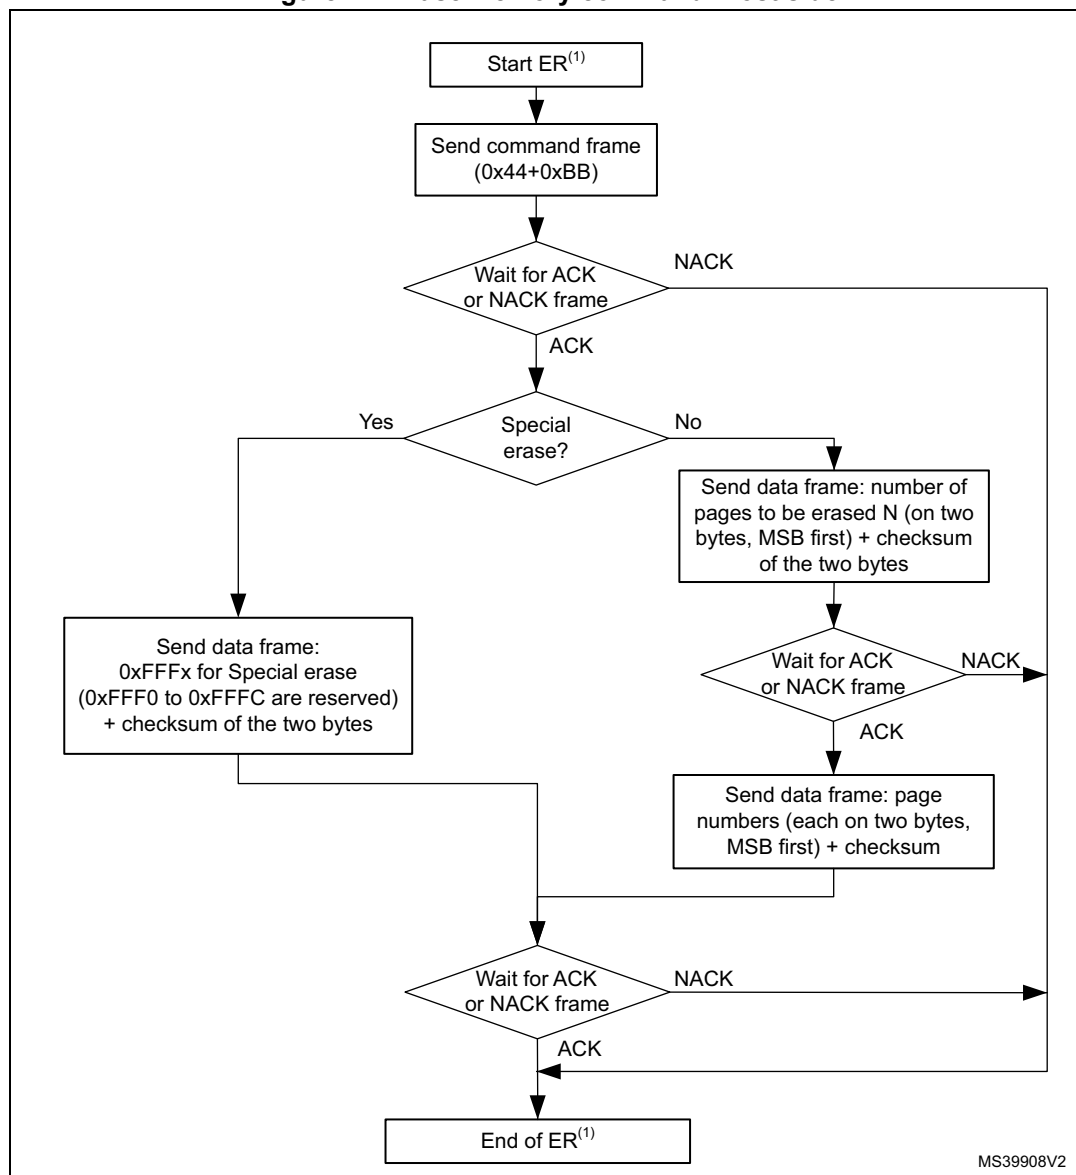 Start ER(1)
Send command frame
(0x44+0xBB)
Wait for ACK
or NACK frame
NACK
ACK
Special
erase?
Yes
No
Send data frame: number of
pages to be erased N (on two
bytes, MSB first) + checksum
of the two bytes
Send data frame:
0xFFFx for Special erase
(0xFFF0 to 0xFFFC are reserved)
+ checksum of the two bytes
Wait for ACK
or NACK frame
NACK
ACK
Send data frame: page
numbers (each on two bytes,
MSB first) + checksum
Wait for ACK
or NACK frame
NACK
ACK
End of ER(1)
MS39908V2